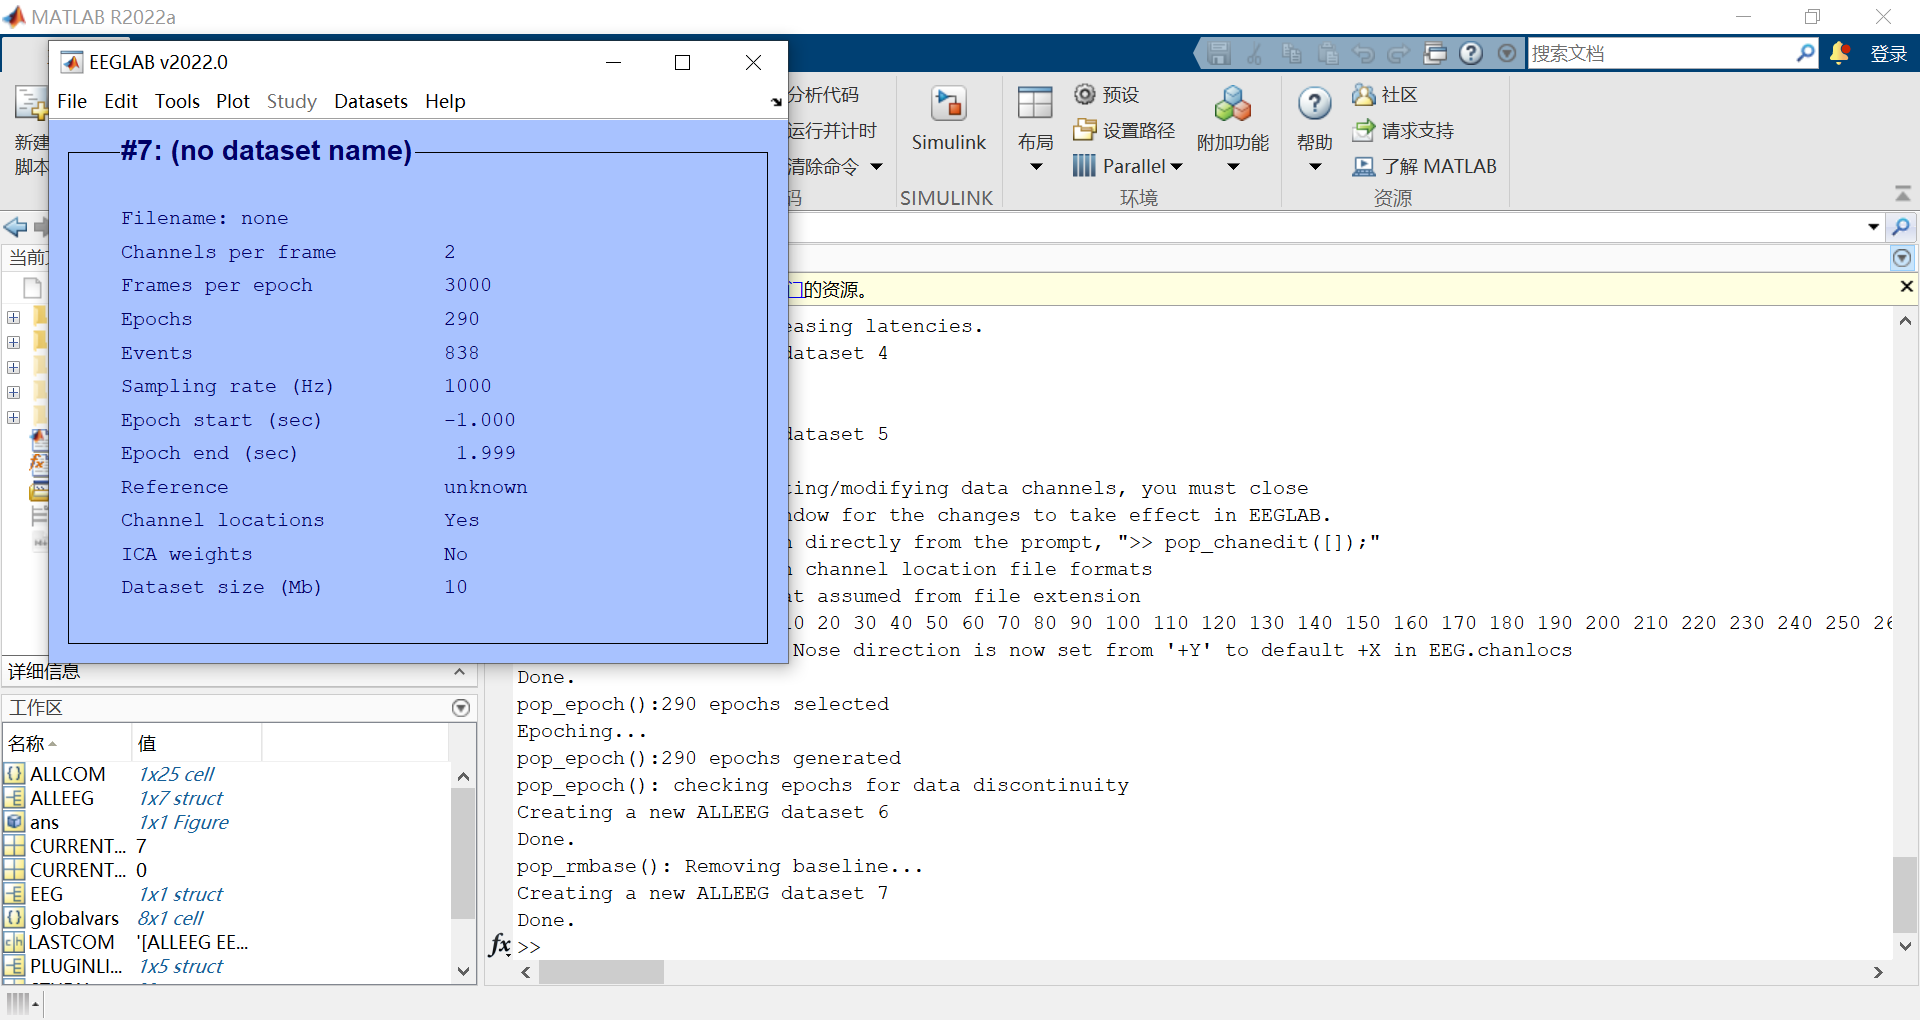 MATLAB R2022a
搜索文档
登录
EEGLAB v2022.0
File Edit Tools Plot Study Datasets Help
#7: (no dataset name)
Filename: none
Channels per frame 2
Frames per epoch 3000
Epochs 290
Events 838
Sampling rate (Hz) 1000
Epoch start (sec) -1.000
Epoch end (sec) 1.999
Reference unknown
Channel locations Yes
ICA weights No
Dataset size (Mb) 10
新建
脚本
分析代码
运行并计时
清除命令
码
Simulink
SIMULINK
布局
预设
设置路径
Parallel
环境
附加功能
帮助
社区
请求支持
了解 MATLAB
资源
当前
门的资源。
easing latencies.
dataset 4
dataset 5
ting/modifying data channels, you must close
ndow for the changes to take effect in EEGLAB.
n directly from the prompt, ">> pop_chanedit([]);"
n channel location file formats
at assumed from file extension
10 20 30 40 50 60 70 80 90 100 110 120 130 140 150 160 170 180 190 200 210 220 230 240 250 26
Nose direction is now set from '+Y' to default +X in EEG.chanlocs
Done.
pop_epoch():290 epochs selected
Epoching...
pop_epoch():290 epochs generated
pop_epoch(): checking epochs for data discontinuity
Creating a new ALLEEG dataset 6
Done.
pop_rmbase(): Removing baseline...
Creating a new ALLEEG dataset 7
Done.
fx >>
详细信息
工作区
名称 值
ALLCOM 1x25 cell
ALLEEG 1x7 struct
ans 1x1 Figure
CURRENT... 7
CURRENT... 0
EEG 1x1 struct
globalvars 8x1 cell
LASTCOM '[ALLEEG EE...
PLUGINLI... 1x5 struct